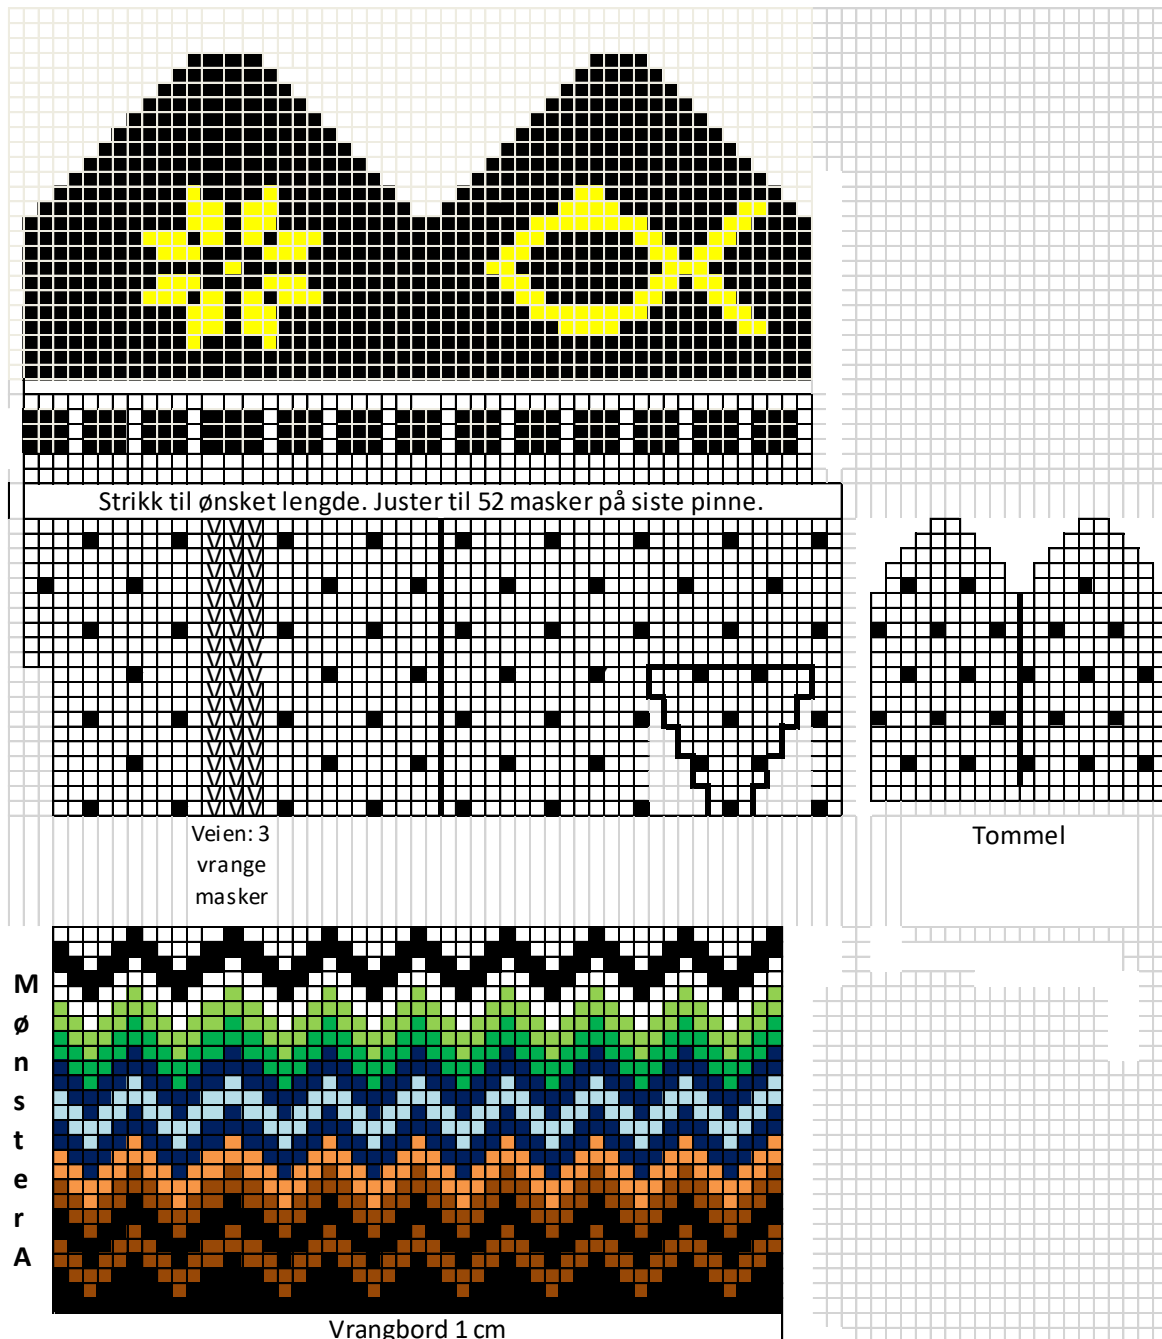 Strikk til ønsket lengde. Juster til 52 masker på siste pinne.
Veien: 3
vrange
masker
Tommel
Mønster A
Vrangbord 1 cm